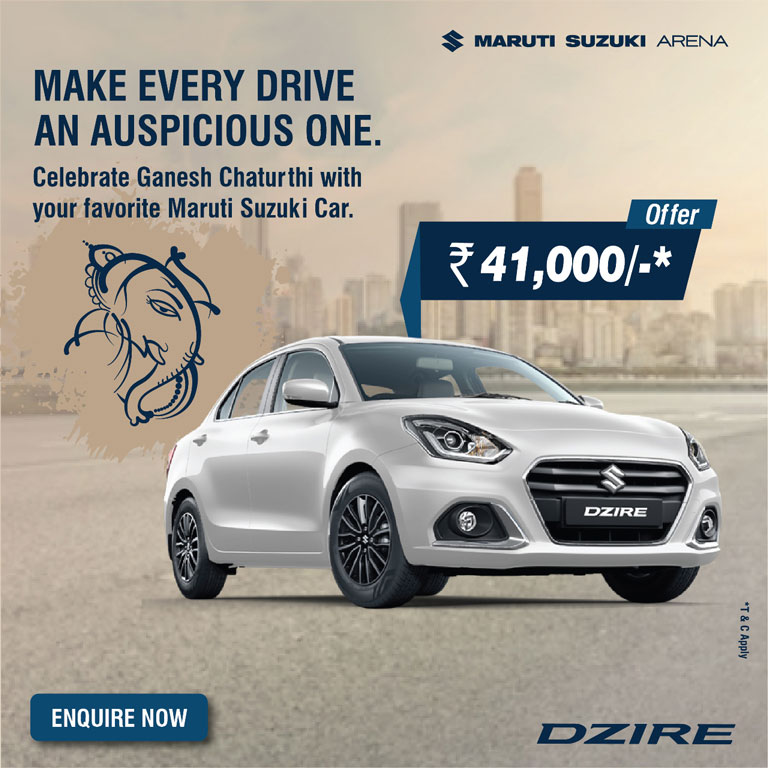 MARUTI SUZUKI ARENA
MAKE EVERY DRIVE
AN AUSPICIOUS ONE.
Celebrate Ganesh Chaturthi with
your favorite Maruti Suzuki Car.
Offer
₹ 41,000/-*
DZIRE
*T & C Apply
ENQUIRE NOW
DZIRE